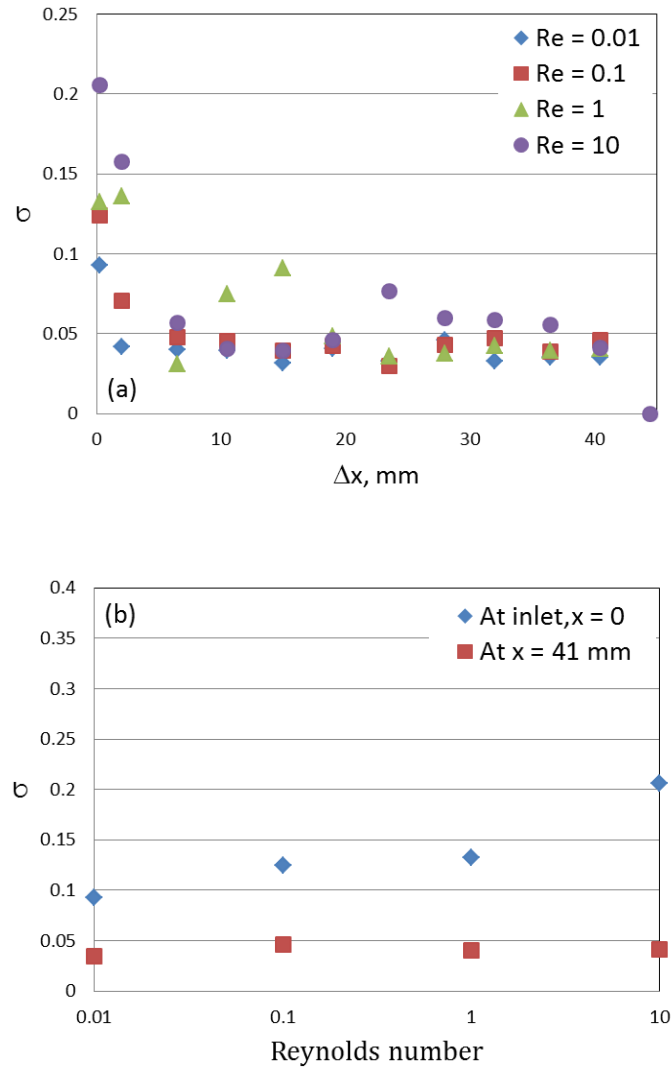 0.25
Re = 0.01
Re = 0.1
0.2
Re = 1
Re = 10
0.15
σ
0.1
0.05
(a)
0
0 10 20 30 40
Δx, mm
0.4
(b)
At inlet,x = 0
0.35
At x = 41 mm
0.3
0.25
σ
0.2
0.15
0.1
0.05
0
0.01 0.1 1 10
Reynolds number